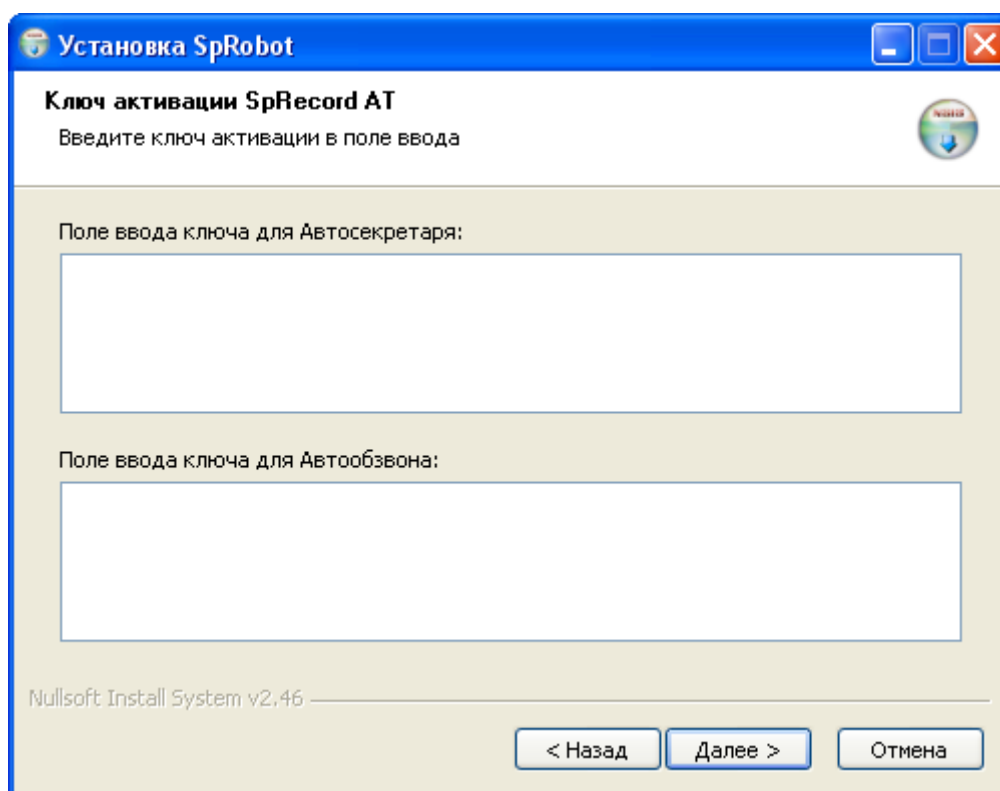 Установка SpRobot
Ключ активации SpRecord AT
Введите ключ активации в поле ввода
Поле ввода ключа для Автосекретаря:
Поле ввода ключа для Автообзвона:
Nullsoft Install System v2.46
< Назад
Далее >
Отмена